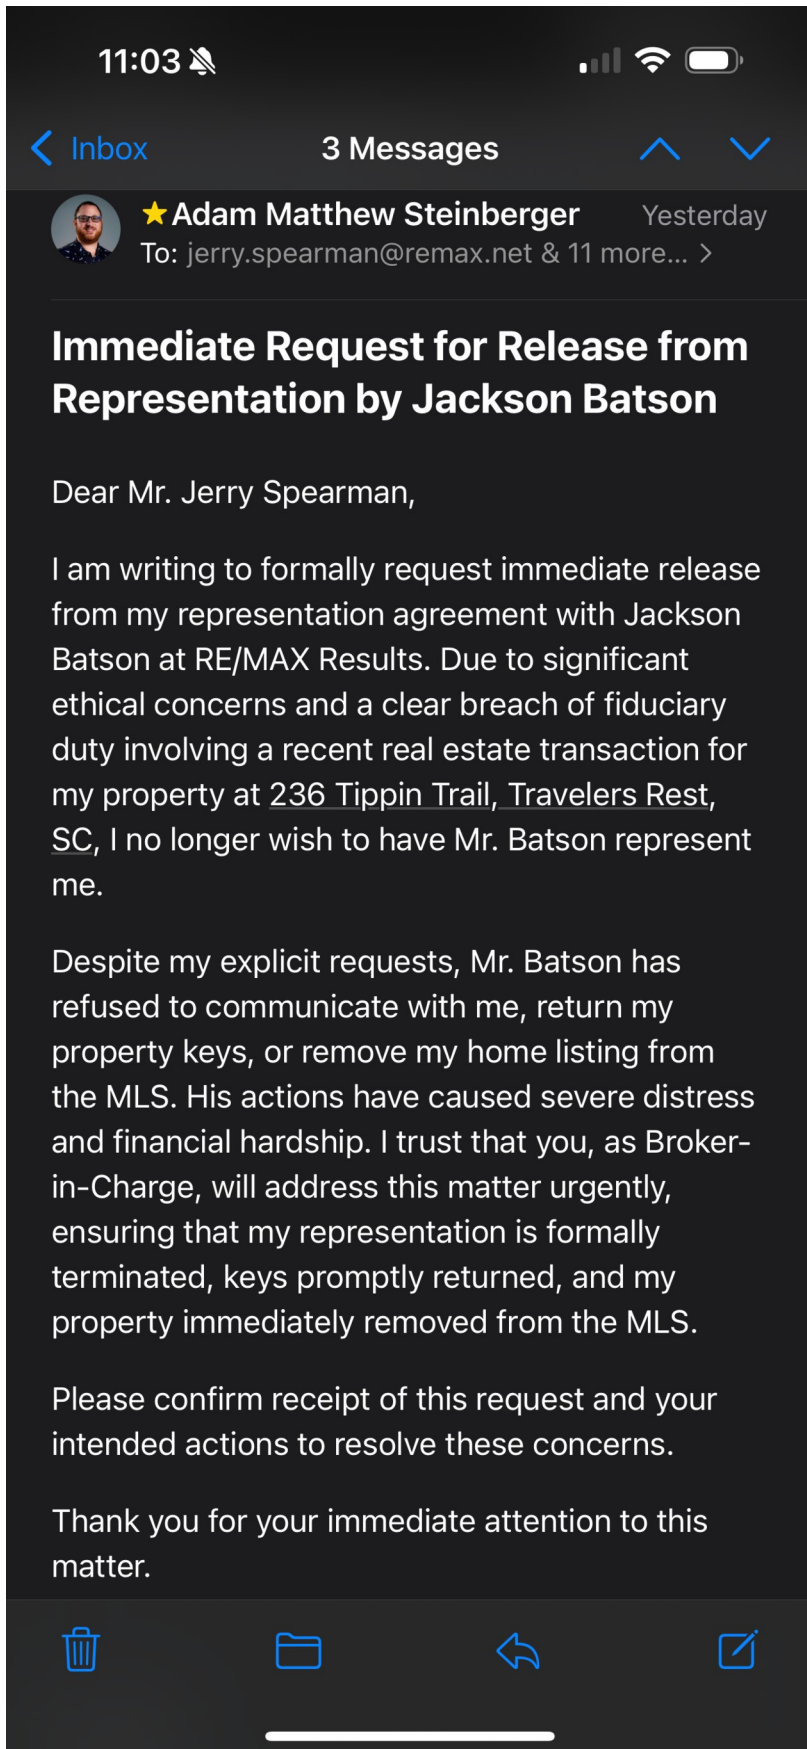 11:03
Inbox
3 Messages
Adam Matthew Steinberger
Yesterday
To: jerry.spearman@remax.net & 11 more...
Immediate Request for Release from
Representation by Jackson Batson
Dear Mr. Jerry Spearman,
I am writing to formally request immediate release
from my representation agreement with Jackson
Batson at RE/MAX Results. Due to significant
ethical concerns and a clear breach of fiduciary
duty involving a recent real estate transaction for
my property at 236 Tippin Trail, Travelers Rest,
SC, I no longer wish to have Mr. Batson represent
me.
Despite my explicit requests, Mr. Batson has
refused to communicate with me, return my
property keys, or remove my home listing from
the MLS. His actions have caused severe distress
and financial hardship. I trust that you, as Broker-
in-Charge, will address this matter urgently,
ensuring that my representation is formally
terminated, keys promptly returned, and my
property immediately removed from the MLS.
Please confirm receipt of this request and your
intended actions to resolve these concerns.
Thank you for your immediate attention to this
matter.